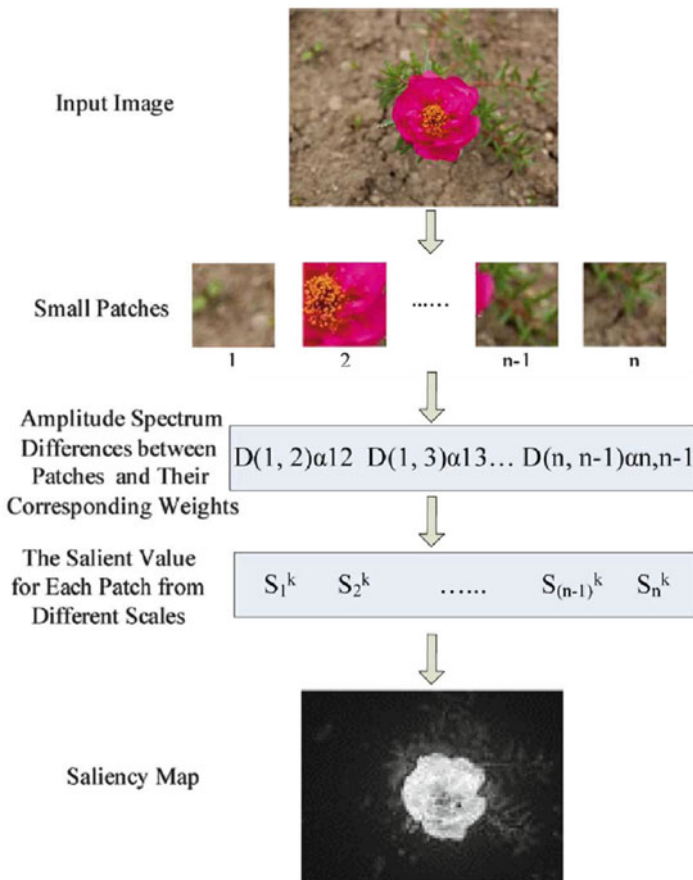 Input Image
Small Patches
.......
1
2
n-1
n
Amplitude Spectrum
Differences between
Patches and Their
Corresponding Weights
D(1, 2)α12 D(1, 3)α13... D(n, n-1)αn,n-1
The Salient Value
for Each Patch from
Different Scales
S₁ᵏ S₂ᵏ ...... S₍ₙ₋₁₎ᵏ Sₙᵏ
Saliency Map